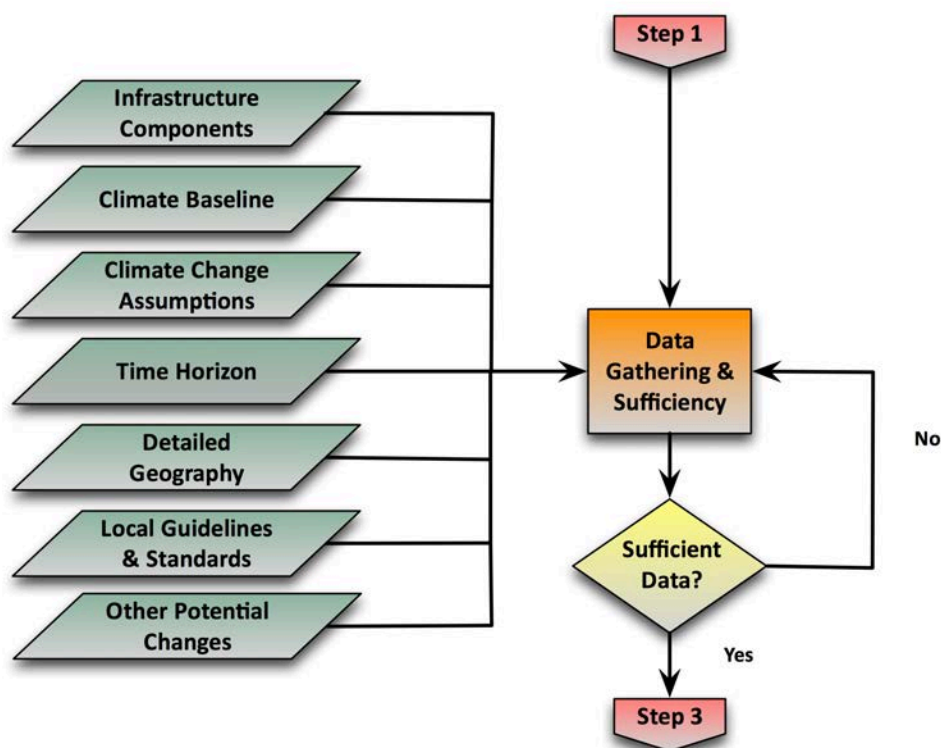 Step 1
Infrastructure
Components
Climate Baseline
Climate Change
Assumptions
Time Horizon
Detailed
Geography
Local Guidelines
& Standards
Other Potential
Changes
Data
Gathering &
Sufficiency
No
Sufficient
Data?
Yes
Step 3